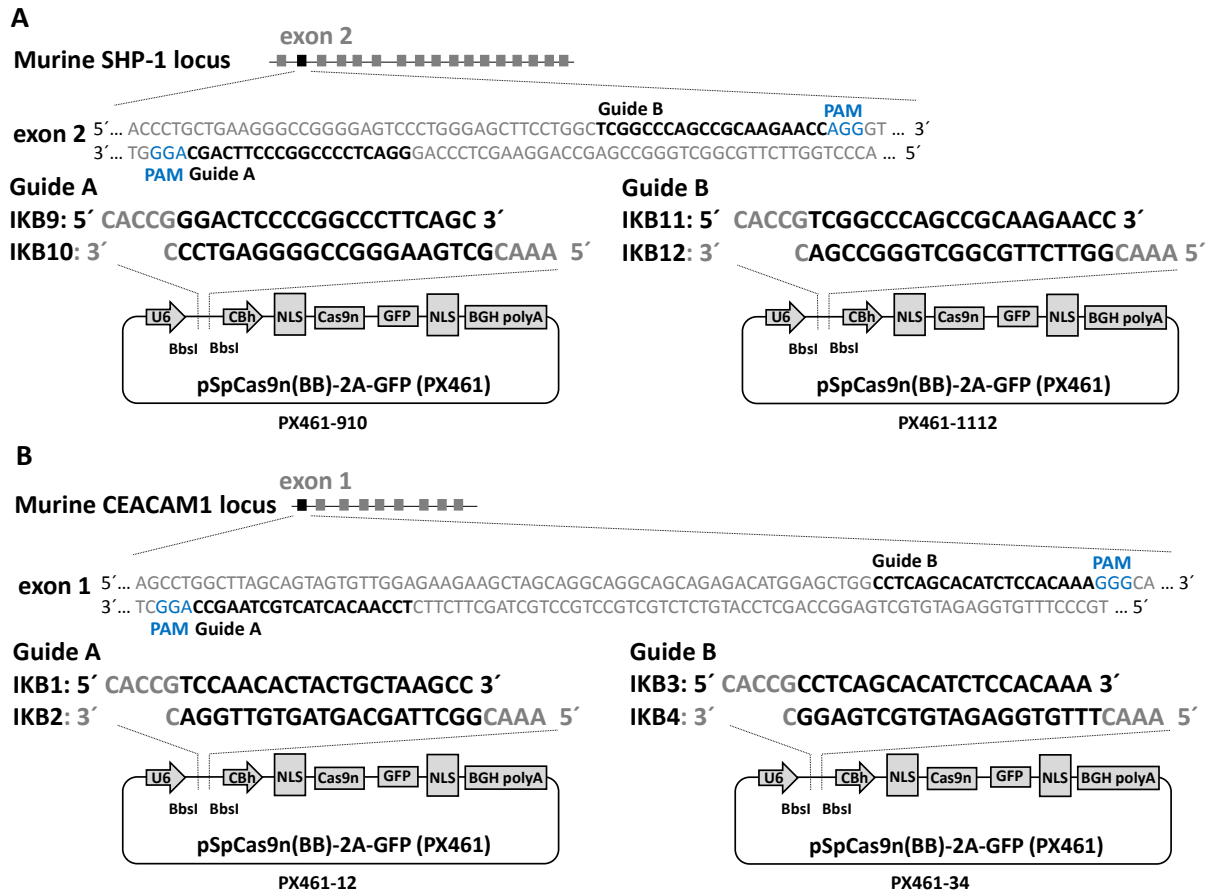 A
exon 2
Murine SHP-1 locus
Guide B PAM
exon 2 5´... ACCCTGCTGAAGGGCCGGGGAGTCCCTGGGAGCTTCCTGGCTCGGCCCAGCCGCAAGAACCAGGGT ... 3´
3´... TGGGACGACTTCCCGGCCCCTCAGGGACCCTCGAAGGACCGAGCCGGGTCGGCGTTCTTGGTCCCA ... 5´
PAM Guide A
Guide A
IKB9: 5´ CACCGGGACTCCCCGGCCCTTCAGC 3´
IKB10: 3´ CCCTGAGGGGCCGGGAAGTCGCAAA 5´
Guide B
IKB11: 5´ CACCGTCGGCCCAGCCGCAAGAACC 3´
IKB12: 3´ CAGCCGGGTCGGCGTTCTTGGCAAA 5´
U6 CBh NLS Cas9n GFP NLS BGH polyA
BbsI BbsI
pSpCas9n(BB)-2A-GFP (PX461)
PX461-910
U6 CBh NLS Cas9n GFP NLS BGH polyA
BbsI BbsI
pSpCas9n(BB)-2A-GFP (PX461)
PX461-1112
B
exon 1
Murine CEACAM1 locus
Guide B PAM
exon 1 5´... AGCCTGGCTTAGCAGTAGTGTTGGAGAAGAAGCTAGCAGGCAGGCAGCAGAGACATGGAGCTGGCCTCAGCACATCTCCACAAAGGGCA ... 3´
3´... TCGGACCGAATCGTCATCACAACCTCTTCTTCGATCGTCCGTCCGTCGTCTCTGTACCTCGACCGGAGTCGTGTAGAGGTGTTTCCCGT ... 5´
PAM Guide A
Guide A
IKB1: 5´ CACCGTCCAACACTACTGCTAAGCC 3´
IKB2: 3´ CAGGTTGTGATGACGATTCGGCAAA 5´
Guide B
IKB3: 5´ CACCGCCTCAGCACATCTCCACAAA 3´
IKB4: 3´ CGGAGTCGTGTAGAGGTGTTTCAAA 5´
U6 CBh NLS Cas9n GFP NLS BGH polyA
BbsI BbsI
pSpCas9n(BB)-2A-GFP (PX461)
PX461-12
U6 CBh NLS Cas9n GFP NLS BGH polyA
BbsI BbsI
pSpCas9n(BB)-2A-GFP (PX461)
PX461-34